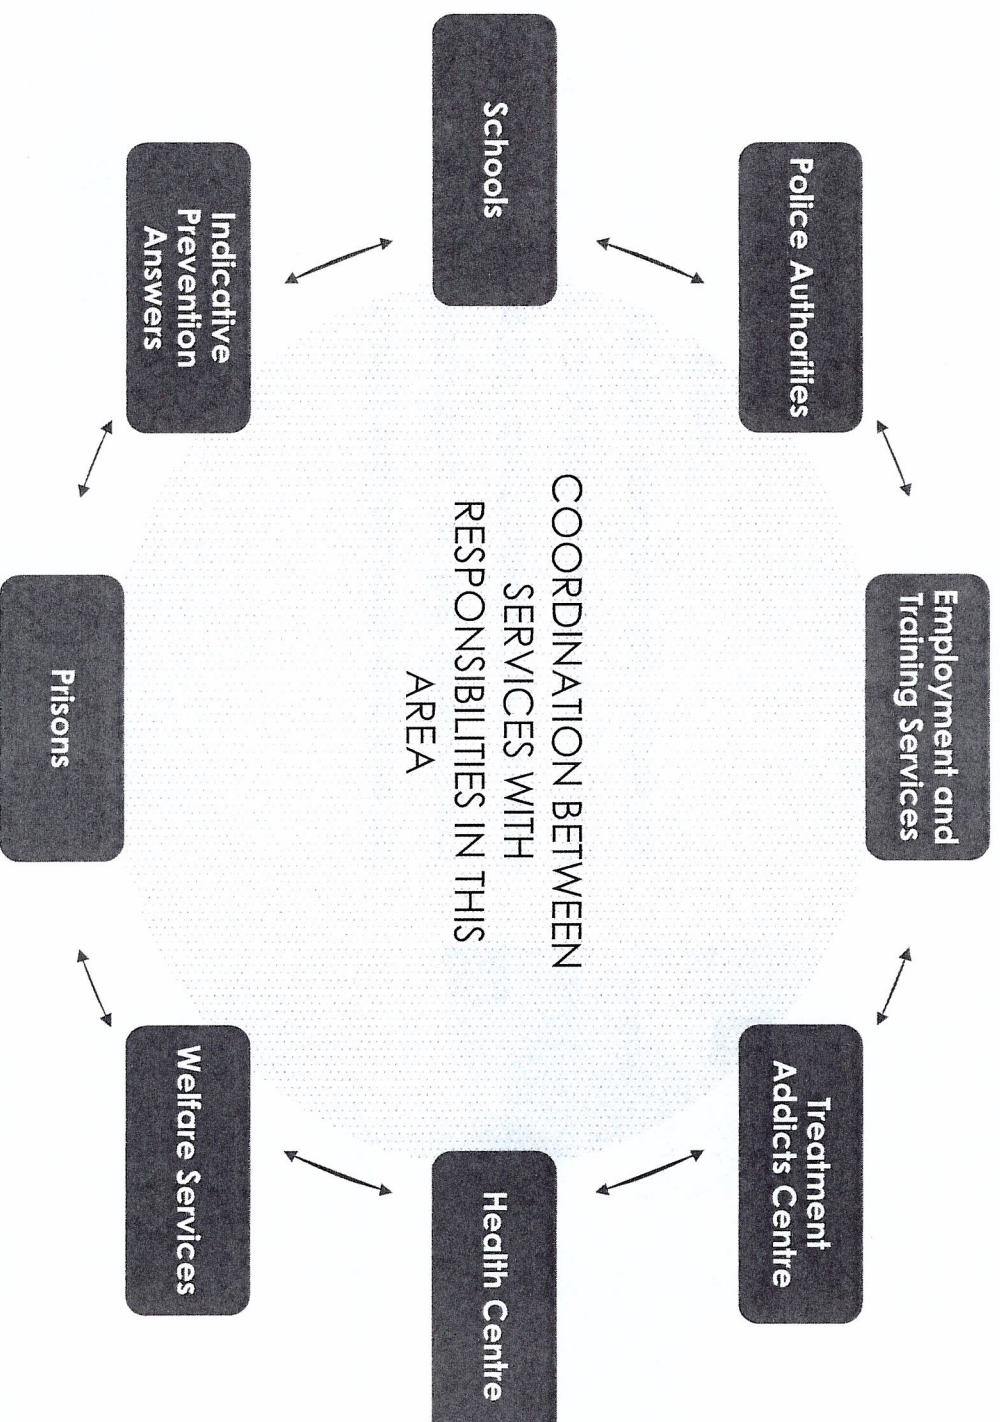 Employment and
Training Services
Police Authorities
Treatment
Addicts Centre
Schools
COORDINATION BETWEEN
SERVICES WITH
RESPONSIBILITIES IN THIS
AREA
Health Centre
Indicative
Prevention
Answers
Welfare Services
Prisons